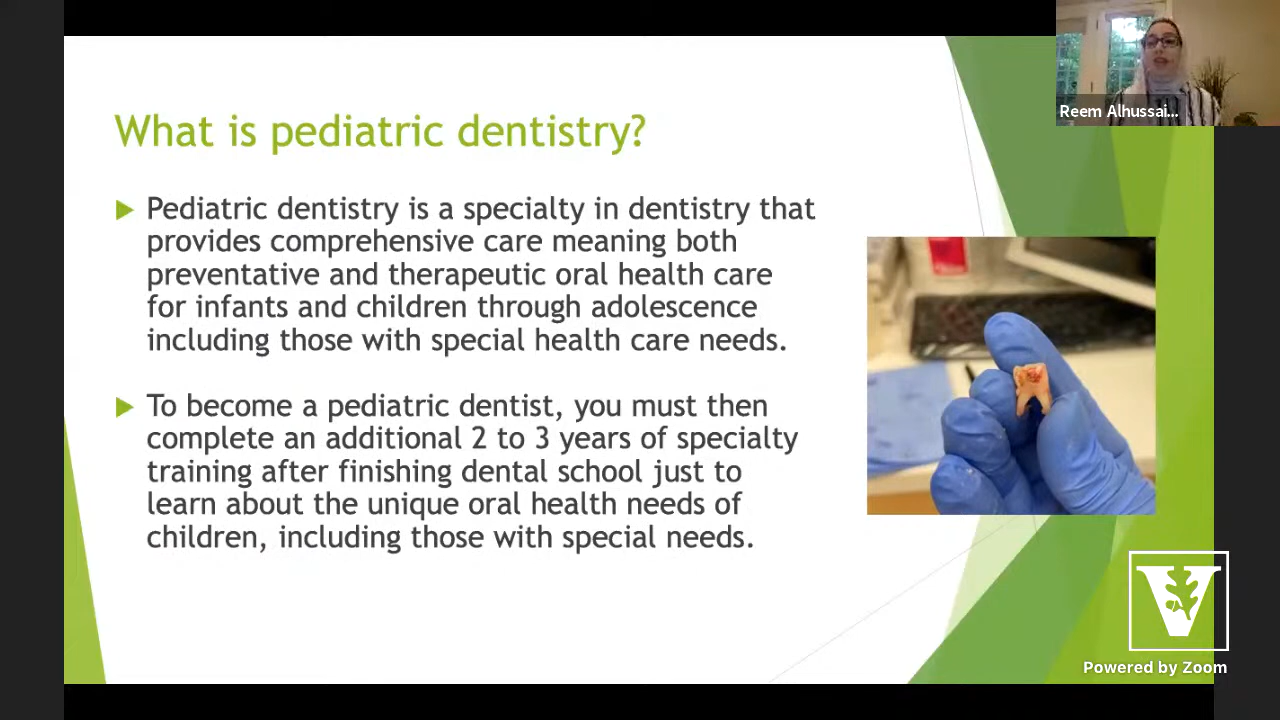 Reem Alhussai...
What is pediatric dentistry?
Pediatric dentistry is a specialty in dentistry that
provides comprehensive care meaning both
preventative and therapeutic oral health care
for infants and children through adolescence
including those with special health care needs.
To become a pediatric dentist, you must then
complete an additional 2 to 3 years of specialty
training after finishing dental school just to
learn about the unique oral health needs of
children, including those with special needs.
V
Powered by Zoom